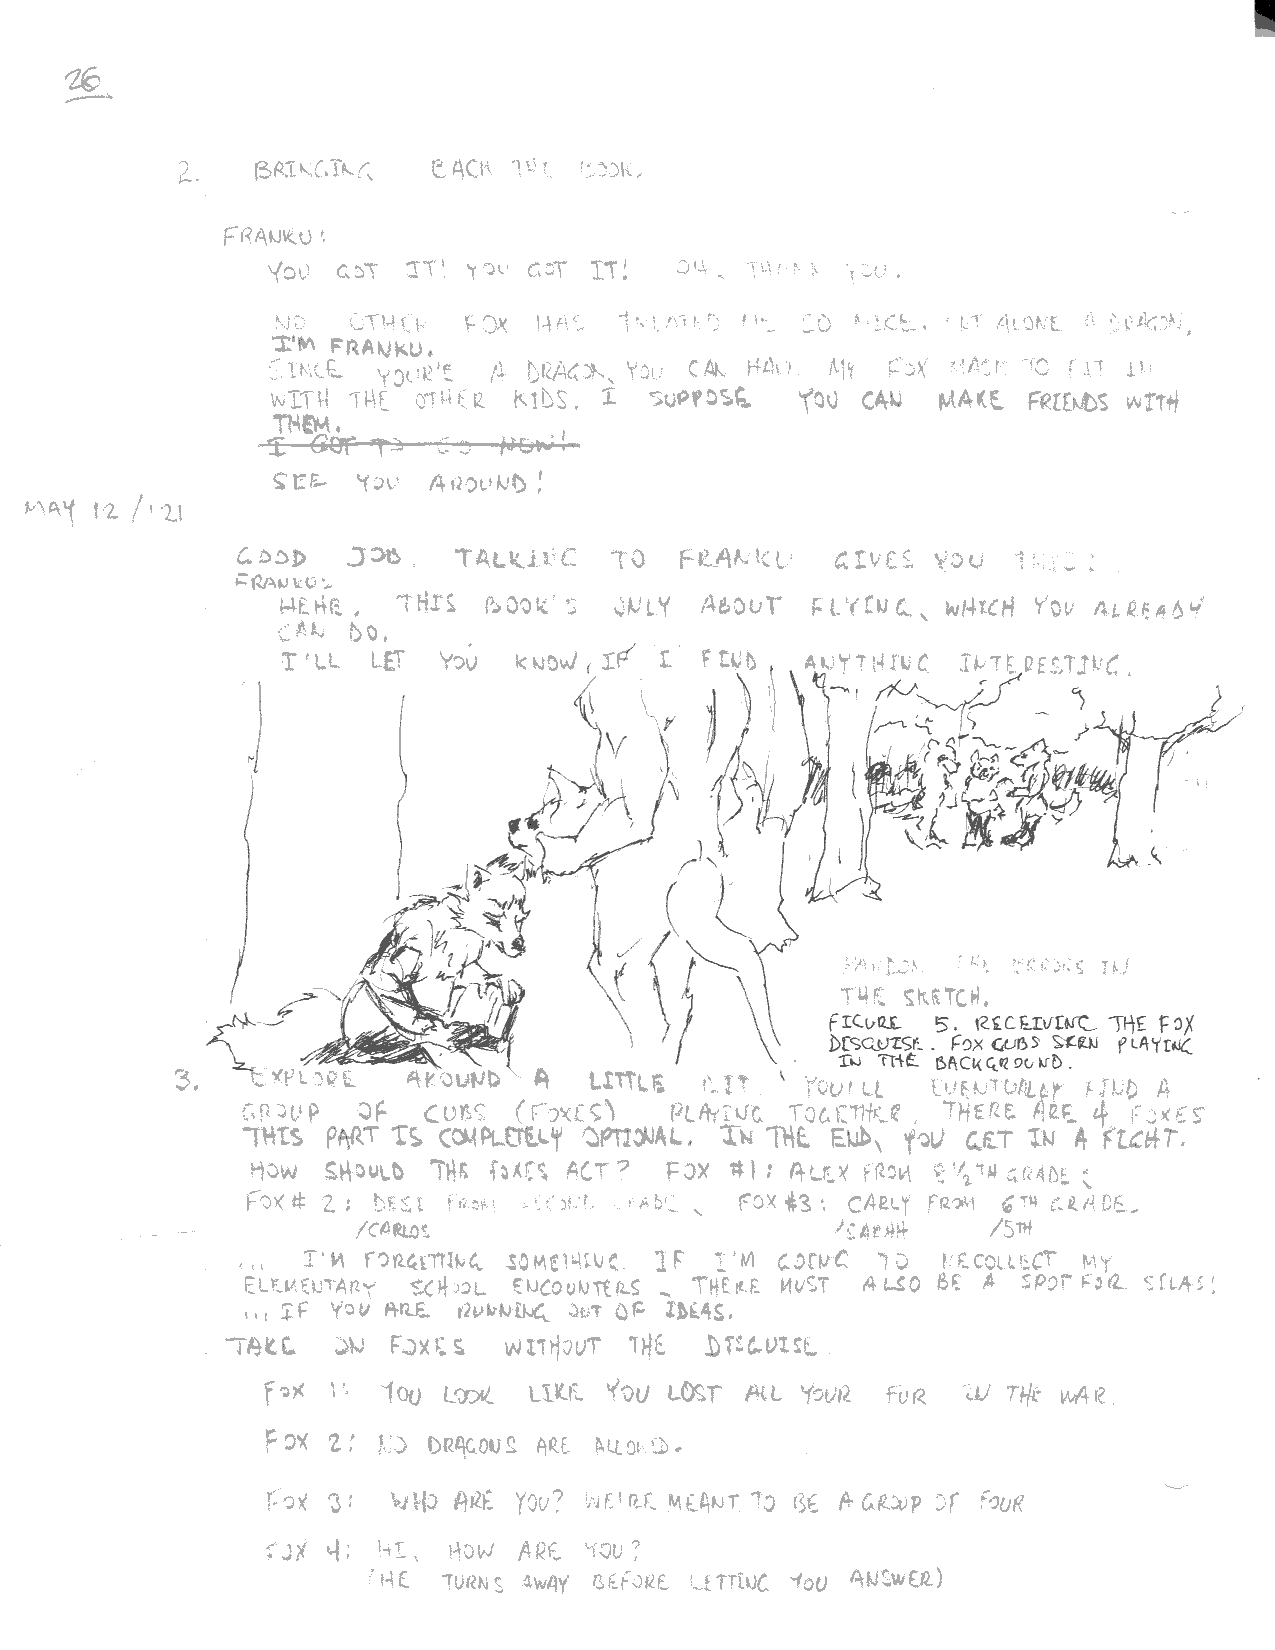 26
2. BRINGING BACK THE BOOK.
FRANKU:
YOU GOT IT! YOU GOT IT! OH, THANK YOU.
NO OTHER FOX HAS TREATED ME SO NICE, LET ALONE A DRAGON,
I'M FRANKU.
SINCE YOUR'E A DRAGON, YOU CAN HAVE MY FOX MASK TO FIT IN
WITH THE OTHER KIDS. I SUPPOSE YOU CAN MAKE FRIENDS WITH
THEM.
I GOT TO GO NOW!
SEE YOU AROUND!
MAY 12 / '21
GOOD JOB. TALKING TO FRANKU GIVES YOU THIS:
FRANKU:
HEHE, THIS BOOK'S ONLY ABOUT FLYING, WHICH YOU ALREADY
CAN DO.
I'LL LET YOU KNOW, IF I FIND ANYTHING INTERESTING.
PARDON THE ERRORS IN
THE SKETCH.
FIGURE 5. RECEIVING THE FOX
DISGUISE. FOX CUBS SEEN PLAYING
IN THE BACKGROUND.
3. EXPLORE AROUND A LITTLE BIT. YOU'LL EVENTUALLY FIND A
GROUP OF CUBS (FOXES) PLAYING TOGETHER. THERE ARE 4 FOXES
THIS PART IS COMPLETELY OPTIONAL. IN THE END, YOU GET IN A FIGHT.
HOW SHOULD THE FOXES ACT? FOX #1: ALEX FROM 2 1/2TH GRADE;
FOX # 2: DESI FROM SECOND GRADE, FOX #3: CARLY FROM 6TH GRADE.
/CARLOS /SARAH /5TH
... I'M FORGETTING SOMETHING. IF I'M GOING TO RECOLLECT MY
ELEMENTARY SCHOOL ENCOUNTERS, THERE MUST ALSO BE A SPOT FOR SILAS!
... IF YOU ARE RUNNING OUT OF IDEAS.
TAKE ON FOXES WITHOUT THE DISGUISE.
FOX 1: YOU LOOK LIKE YOU LOST ALL YOUR FUR IN THE WAR.
FOX 2: NO DRAGONS ARE ALLOWED.
FOX 3: WHO ARE YOU? WE'RE MEANT TO BE A GROUP OF FOUR
FOX 4: HI, HOW ARE YOU?
(HE TURNS AWAY BEFORE LETTING YOU ANSWER)